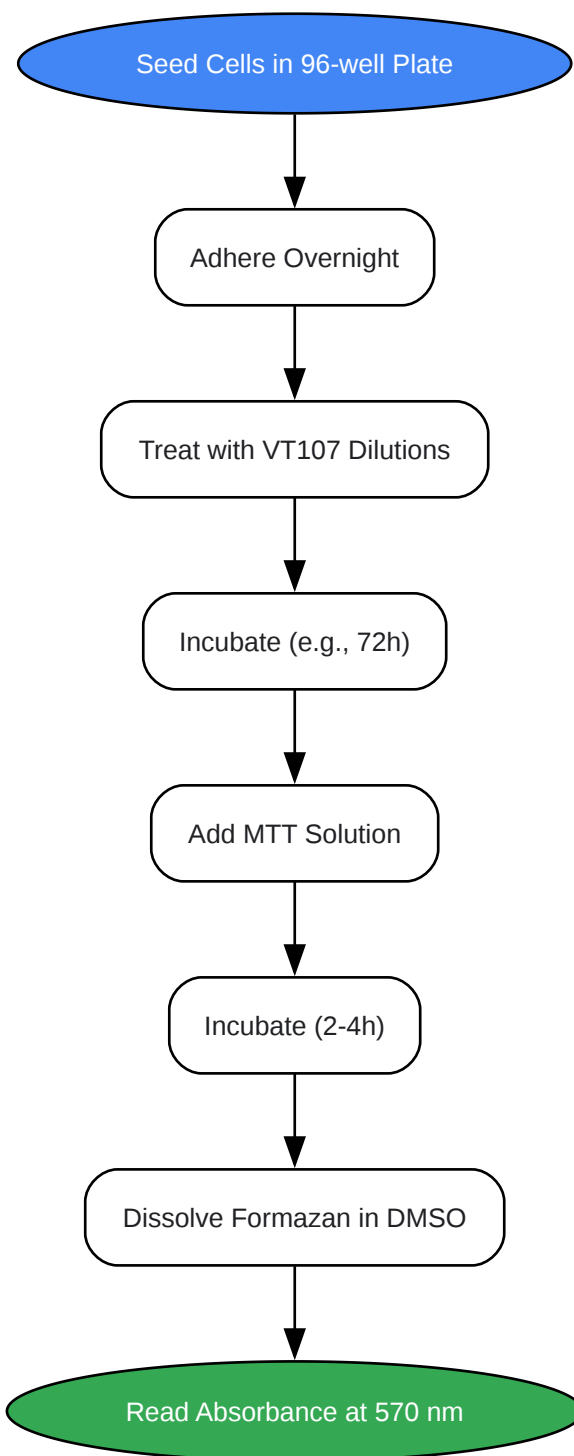 Seed Cells in 96-well Plate
Adhere Overnight
Treat with VT107 Dilutions
Incubate (e.g., 72h)
Add MTT Solution
Incubate (2-4h)
Dissolve Formazan in DMSO
Read Absorbance at 570 nm